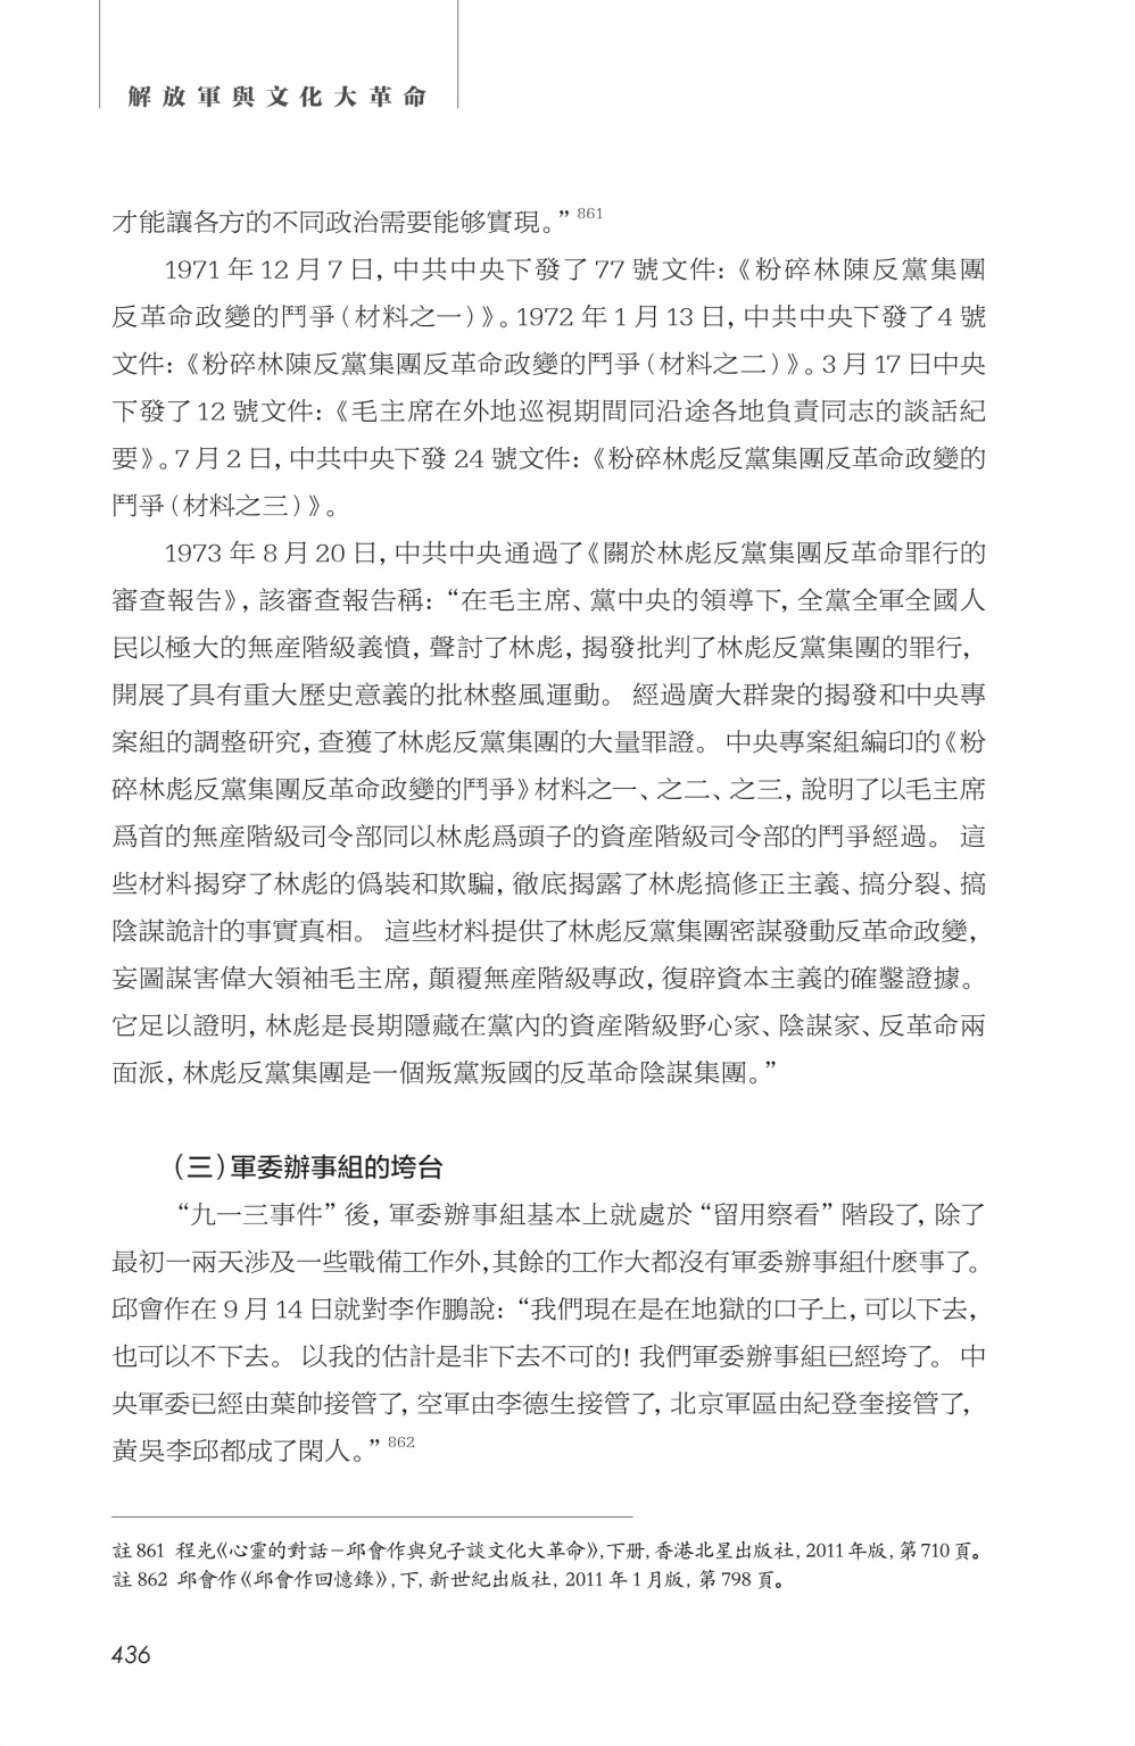 解放軍與文化大革命
才能讓各方的不同政治需要能够實現。”861
1971 年 12 月 7 日, 中共中央下發了 77 號文件:《粉碎林陳反黨集團
反革命政變的鬥爭(材料之一)》。1972 年 1 月 13 日, 中共中央下發了4 號
文件:《粉碎林陳反黨集團反革命政變的鬥爭(材料之二)》。3 月 17 日中央
下發了 12 號文件:《毛主席在外地巡視期間同沿途各地負責同志的談話紀
要》。7 月 2 日, 中共中央下發 24 號文件:《粉碎林彪反黨集團反革命政變的
鬥爭(材料之三)》。
1973 年 8 月 20 日, 中共中央通過了《關於林彪反黨集團反革命罪行的
審查報告》, 該審查報告稱: “在毛主席、黨中央的領導下, 全黨全軍全國人
民以極大的無産階級義憤, 聲討了林彪, 揭發批判了林彪反黨集團的罪行,
開展了具有重大歷史意義的批林整風運動。 經過廣大群衆的揭發和中央專
案組的調整研究, 查獲了林彪反黨集團的大量罪證。 中央專案組編印的《粉
碎林彪反黨集團反革命政變的鬥爭》材料之一、之二、之三, 說明了以毛主席
爲首的無産階級司令部同以林彪爲頭子的資産階級司令部的鬥爭經過。 這
些材料揭穿了林彪的僞裝和欺騙, 徹底揭露了林彪搞修正主義、搞分裂、搞
陰謀詭計的事實真相。 這些材料提供了林彪反黨集團密謀發動反革命政變,
妄圖謀害偉大領袖毛主席, 顛覆無産階級專政, 復辟資本主義的確鑿證據。
它足以證明, 林彪是長期隱藏在黨內的資産階級野心家、陰謀家、反革命兩
面派, 林彪反黨集團是一個叛黨叛國的反革命陰謀集團。”
(三)軍委辦事組的垮台
“九一三事件” 後, 軍委辦事組基本上就處於 “留用察看” 階段了, 除了
最初一兩天涉及一些戰備工作外,其餘的工作大都沒有軍委辦事組什麽事了。
邱會作在 9 月 14 日就對李作鵬說: “我們現在是在地獄的口子上, 可以下去,
也可以不下去。 以我的估計是非下去不可的! 我們軍委辦事組已經垮了。 中
央軍委已經由葉帥接管了, 空軍由李德生接管了, 北京軍區由紀登奎接管了,
黃吳李邱都成了閑人。”862
註 861 程光《心靈的對話－邱會作與兒子談文化大革命》,下册, 香港北星出版社, 2011 年版, 第 710 頁。
註 862 邱會作《邱會作回憶錄》, 下, 新世紀出版社, 2011 年 1 月版, 第 798 頁。
436